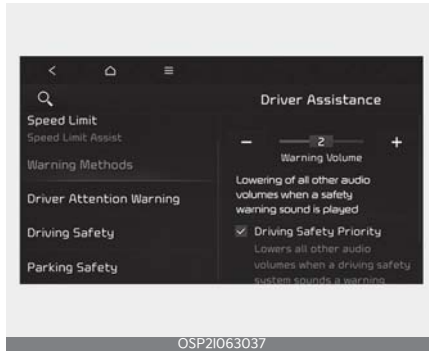 Driver Assistance
Speed Limit
Speed Limit Assist
Warning Methods
Driver Attention Warning
Driving Safety
Parking Safety
2
Warning Volume
Lowering of all other audio
volumes when a safety
warning sound is played
Driving Safety Priority
Lowers all other audio
volumes when a driving safety
system sounds a warning
OSP2I063037